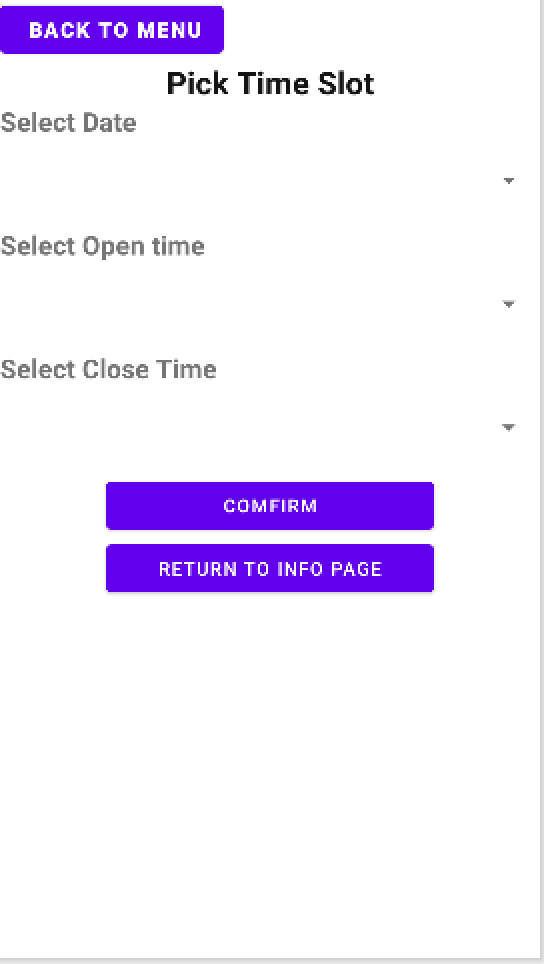 BACK TO MENU
Pick Time Slot
Select Date
Select Open time
Select Close Time
COMFIRM
RETURN TO INFO PAGE